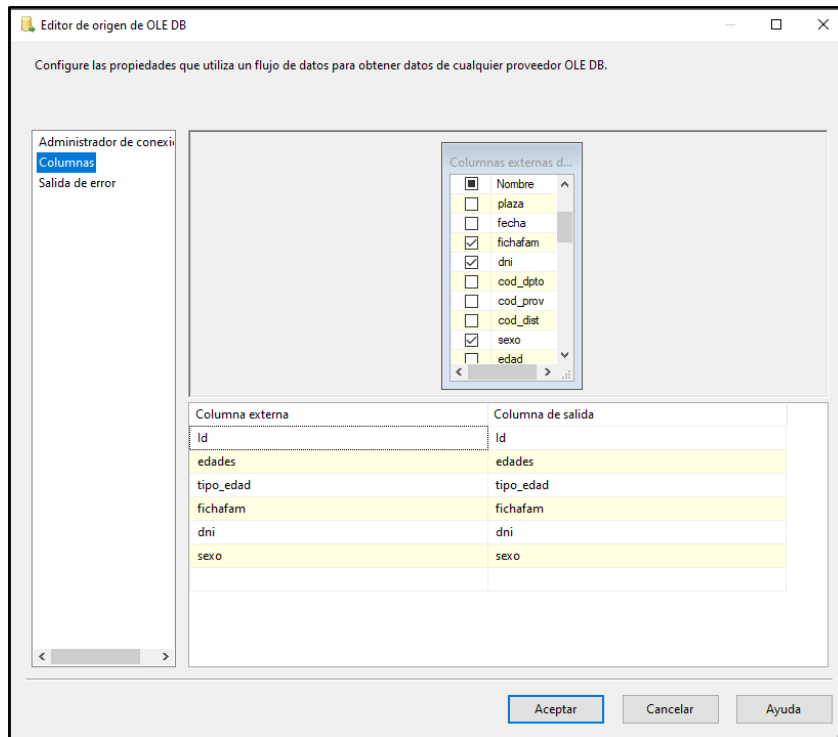 Editor de origen de OLE DB
Configure las propiedades que utiliza un flujo de datos para obtener datos de cualquier proveedor OLE DB.
Administrador de conexi
Columnas
Salida de error
Columnas externas d...
Nombre
plaza
fecha
fichafam
dni
cod_dpto
cod_prov
cod_dist
sexo
edad
Columna externa Columna de salida
Id Id
edades edades
tipo_edad tipo_edad
fichafam fichafam
dni dni
sexo sexo
Aceptar Cancelar Ayuda